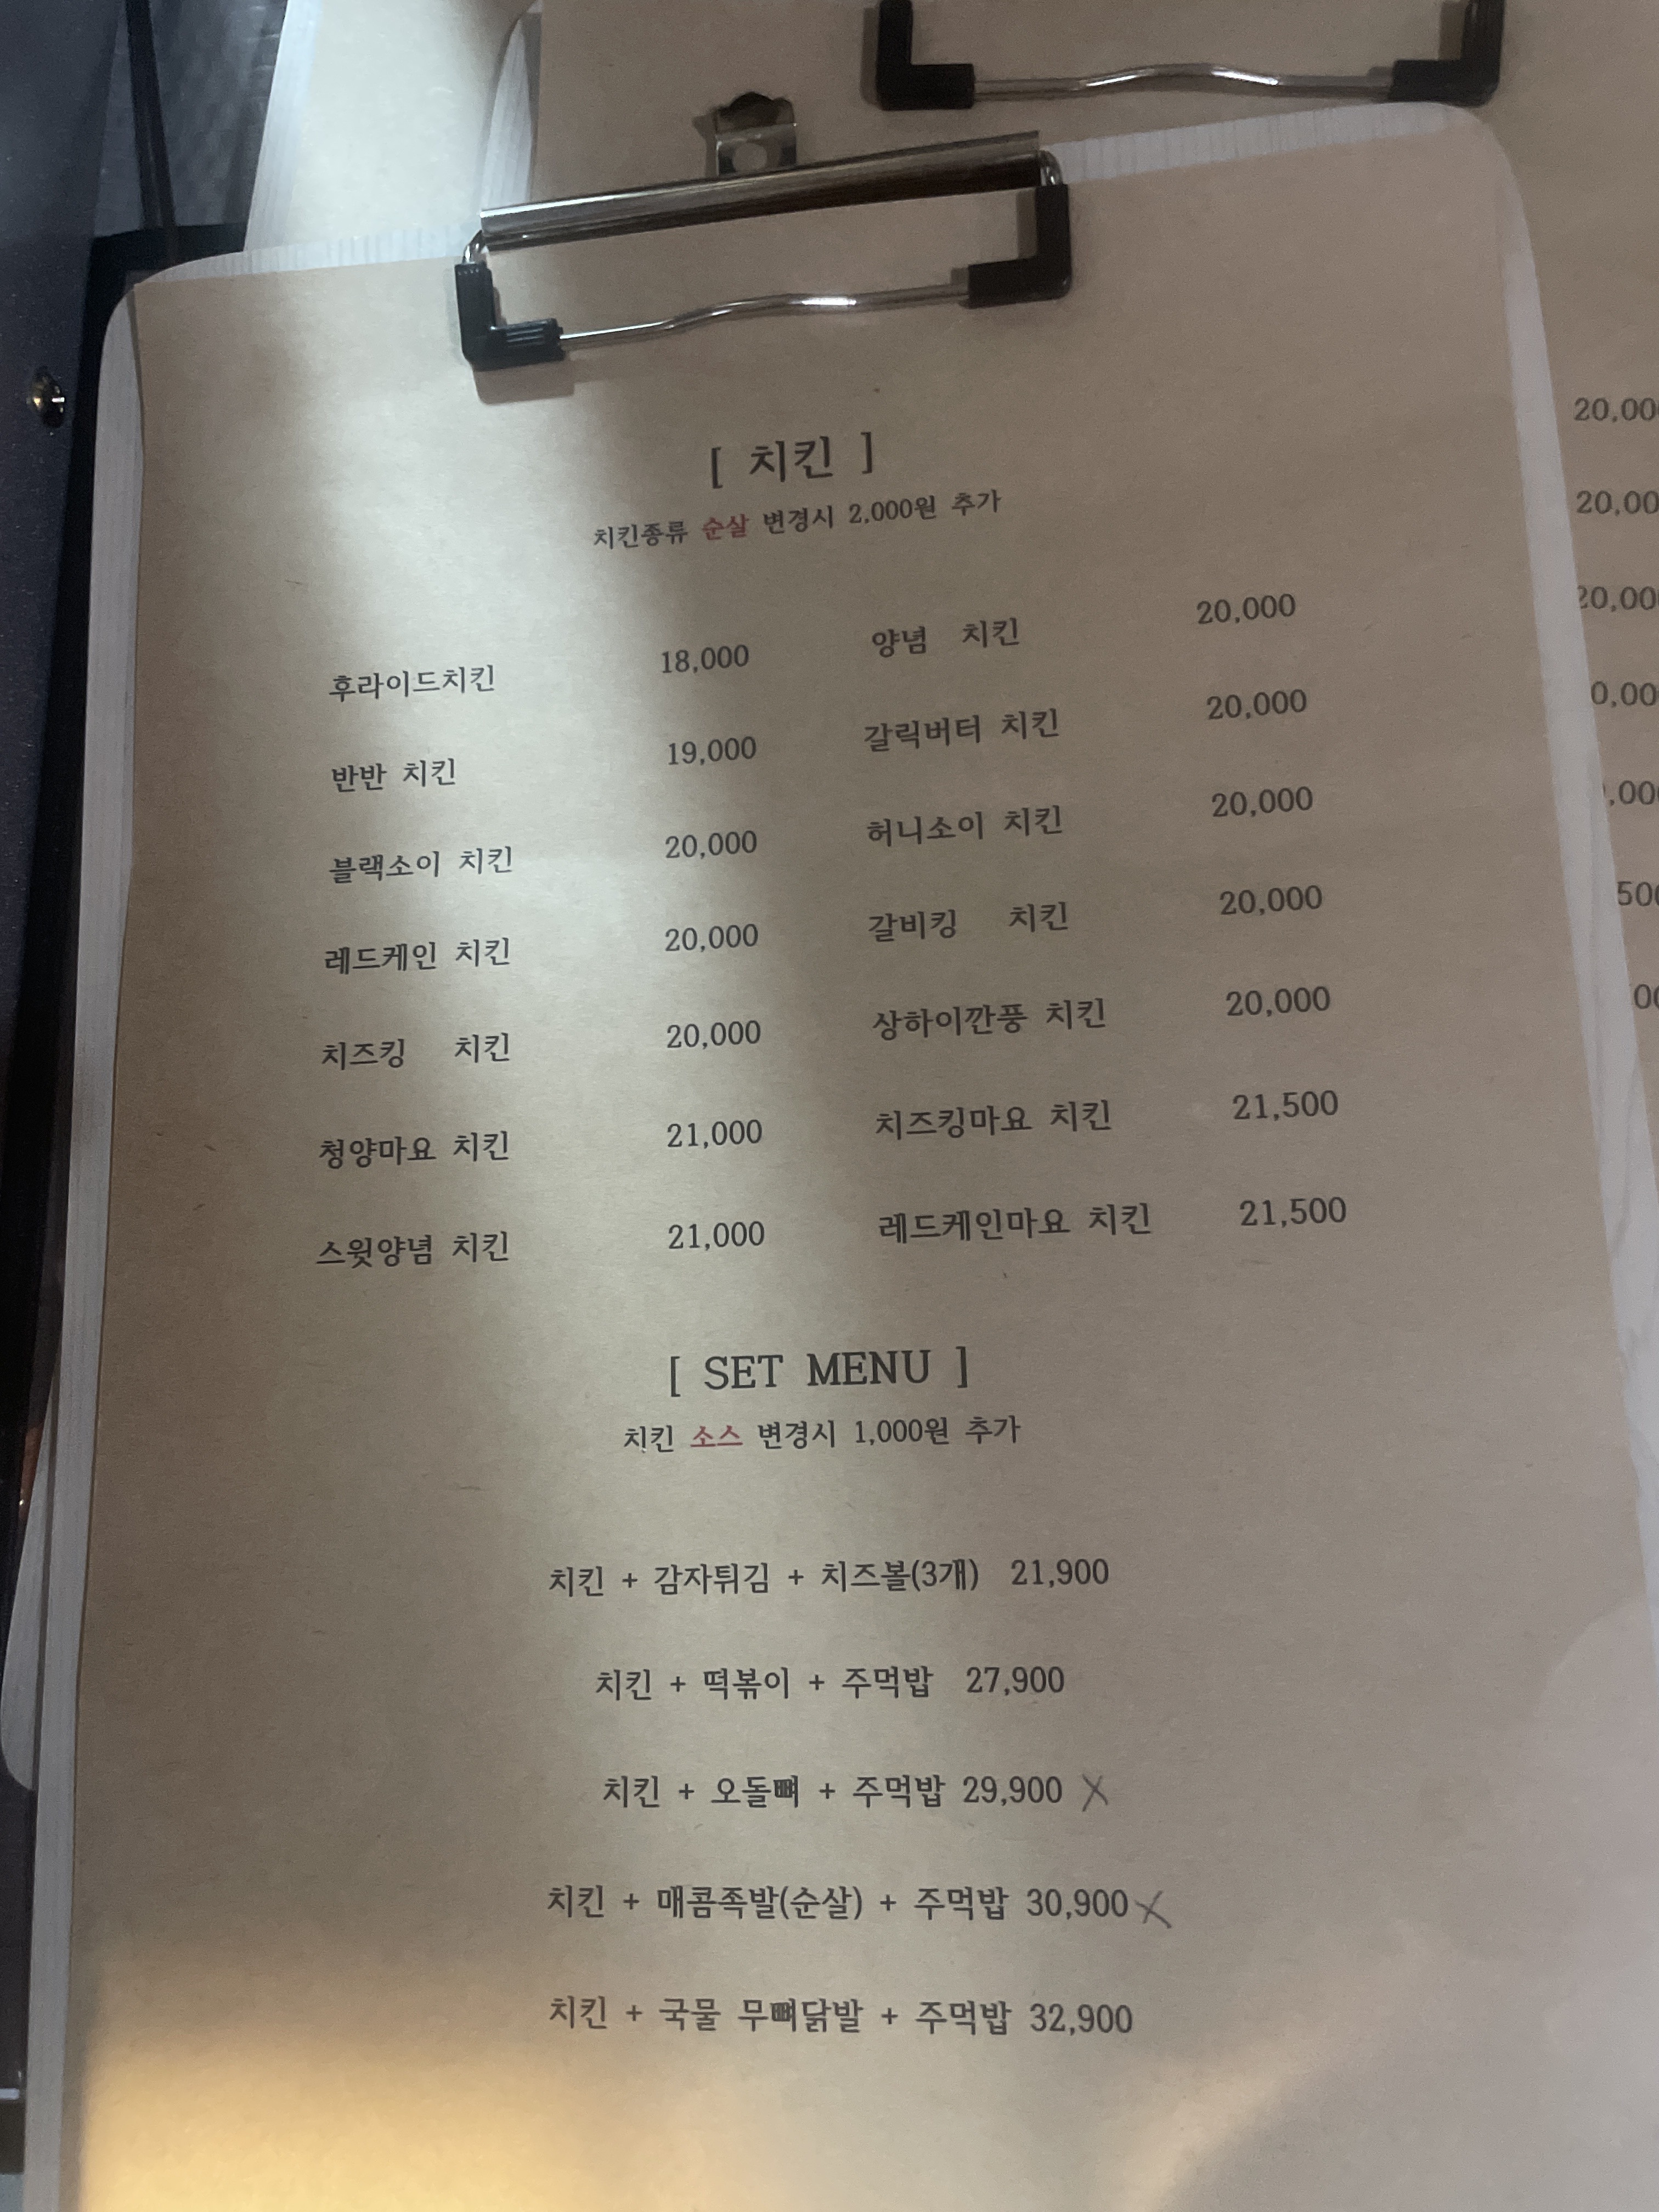 [ 치킨 ]
치킨종류 순살 변경시 2,000원 추가
후라이드치킨 18,000 양념 치킨 20,000
반반 치킨 19,000 갈릭버터 치킨 20,000
블랙소이 치킨 20,000 허니소이 치킨 20,000
레드케인 치킨 20,000 갈비킹 치킨 20,000
치즈킹 치킨 20,000 상하이깐풍 치킨 20,000
청양마요 치킨 21,000 치즈킹마요 치킨 21,500
스윗양념 치킨 21,000 레드케인마요 치킨 21,500
[ SET MENU ]
치킨 소스 변경시 1,000원 추가
치킨 + 감자튀김 + 치즈볼(3개) 21,900
치킨 + 떡볶이 + 주먹밥 27,900
치킨 + 오돌뼈 + 주먹밥 29,900 X
치킨 + 매콤족발(순살) + 주먹밥 30,900 X
치킨 + 국물 무뼈닭발 + 주먹밥 32,900